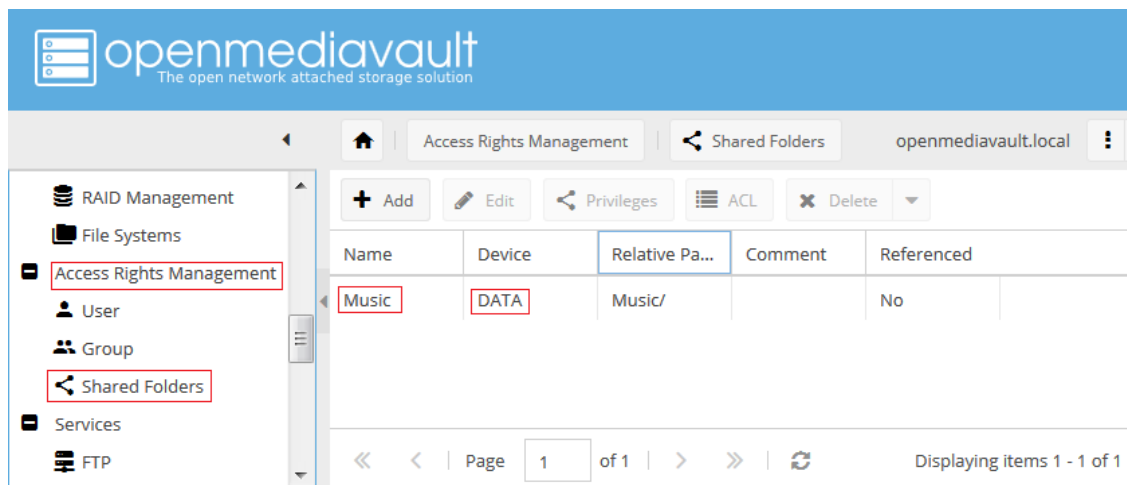 openmediavault
The open network attached storage solution
Access Rights Management
Shared Folders
openmediavault.local
RAID Management
File Systems
Access Rights Management
User
Group
Shared Folders
Services
FTP
Add
Edit
Privileges
ACL
Delete
Name Device Relative Pa... Comment Referenced
Music DATA Music/ No
Page 1 of 1 Displaying items 1 - 1 of 1